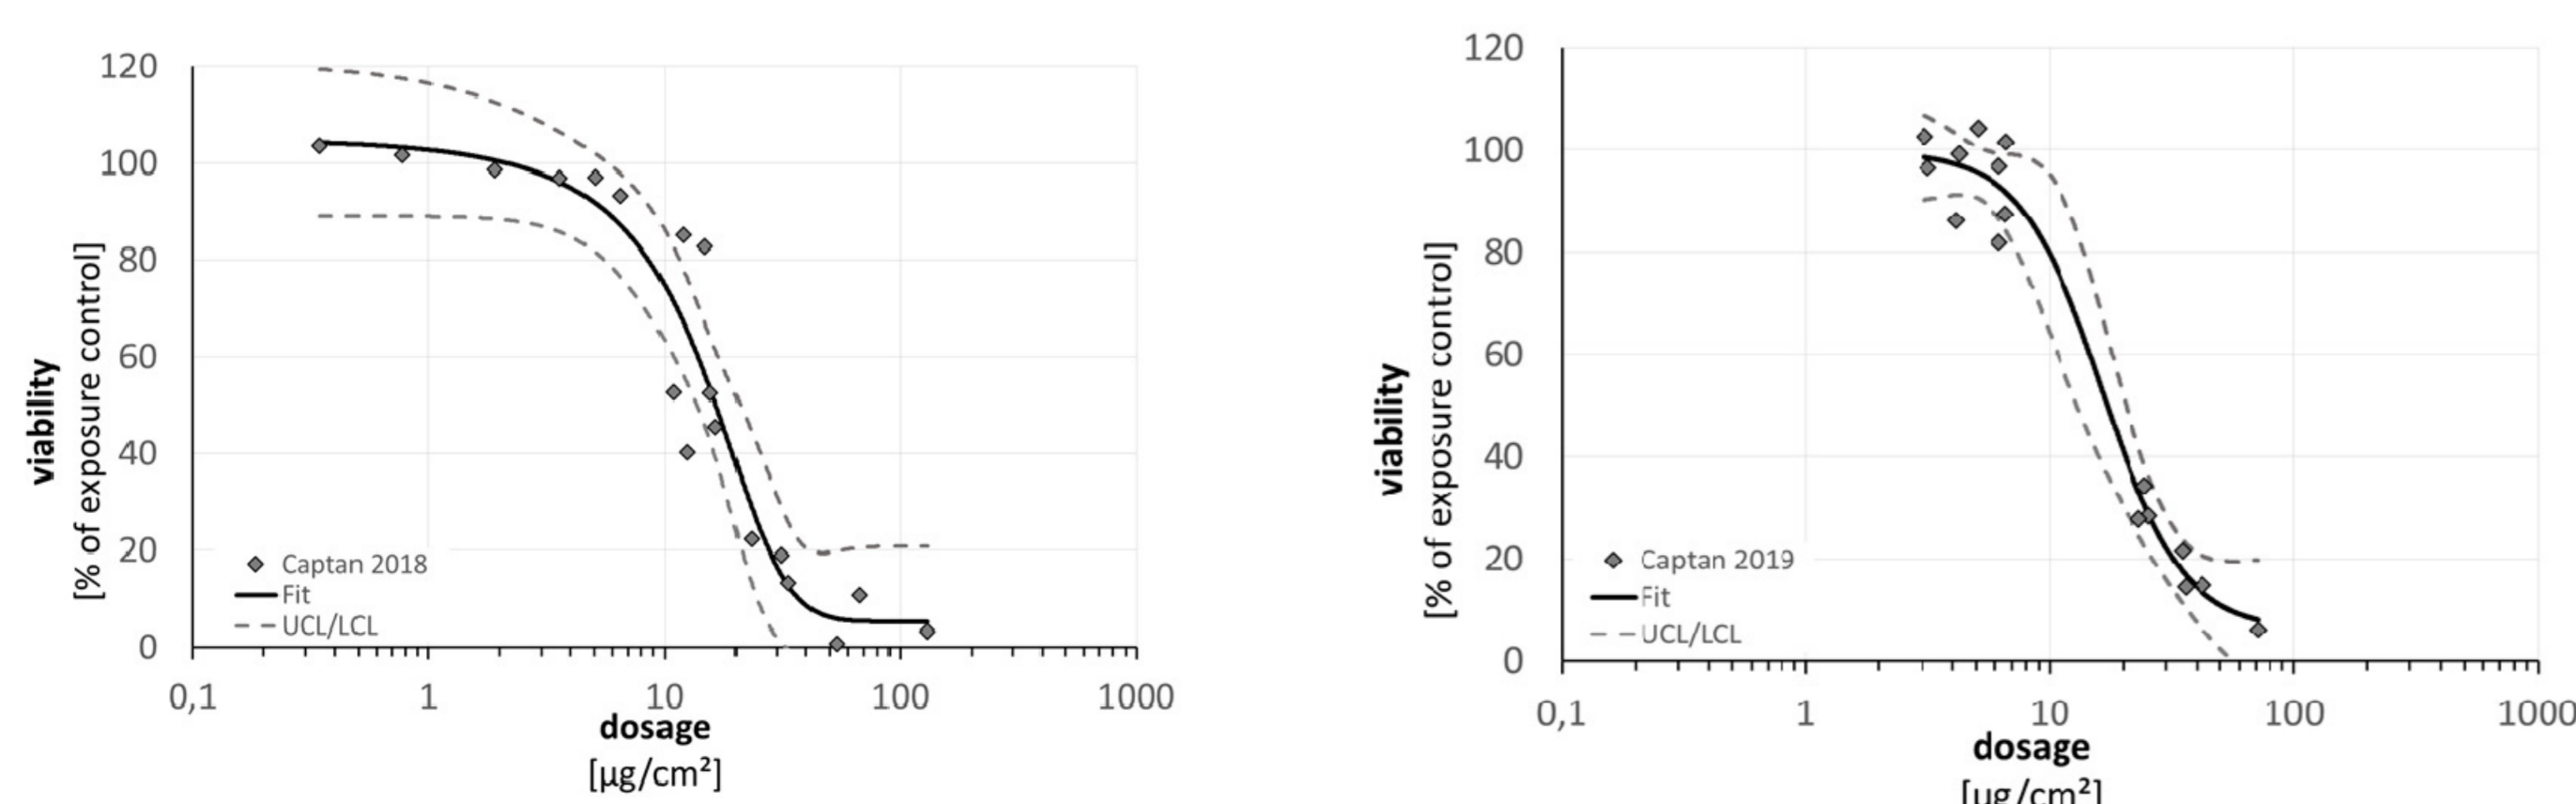 120
100
80
60
40
20
0
viability
[% of exposure control]
Captan 2018
Fit
UCL/LCL
0,1 1 10 100 1000
dosage
[µg/cm²]
120
100
80
60
40
20
0
viability
[% of exposure control]
Captan 2019
Fit
UCL/LCL
0,1 1 10 100 1000
dosage
[µg/cm²]